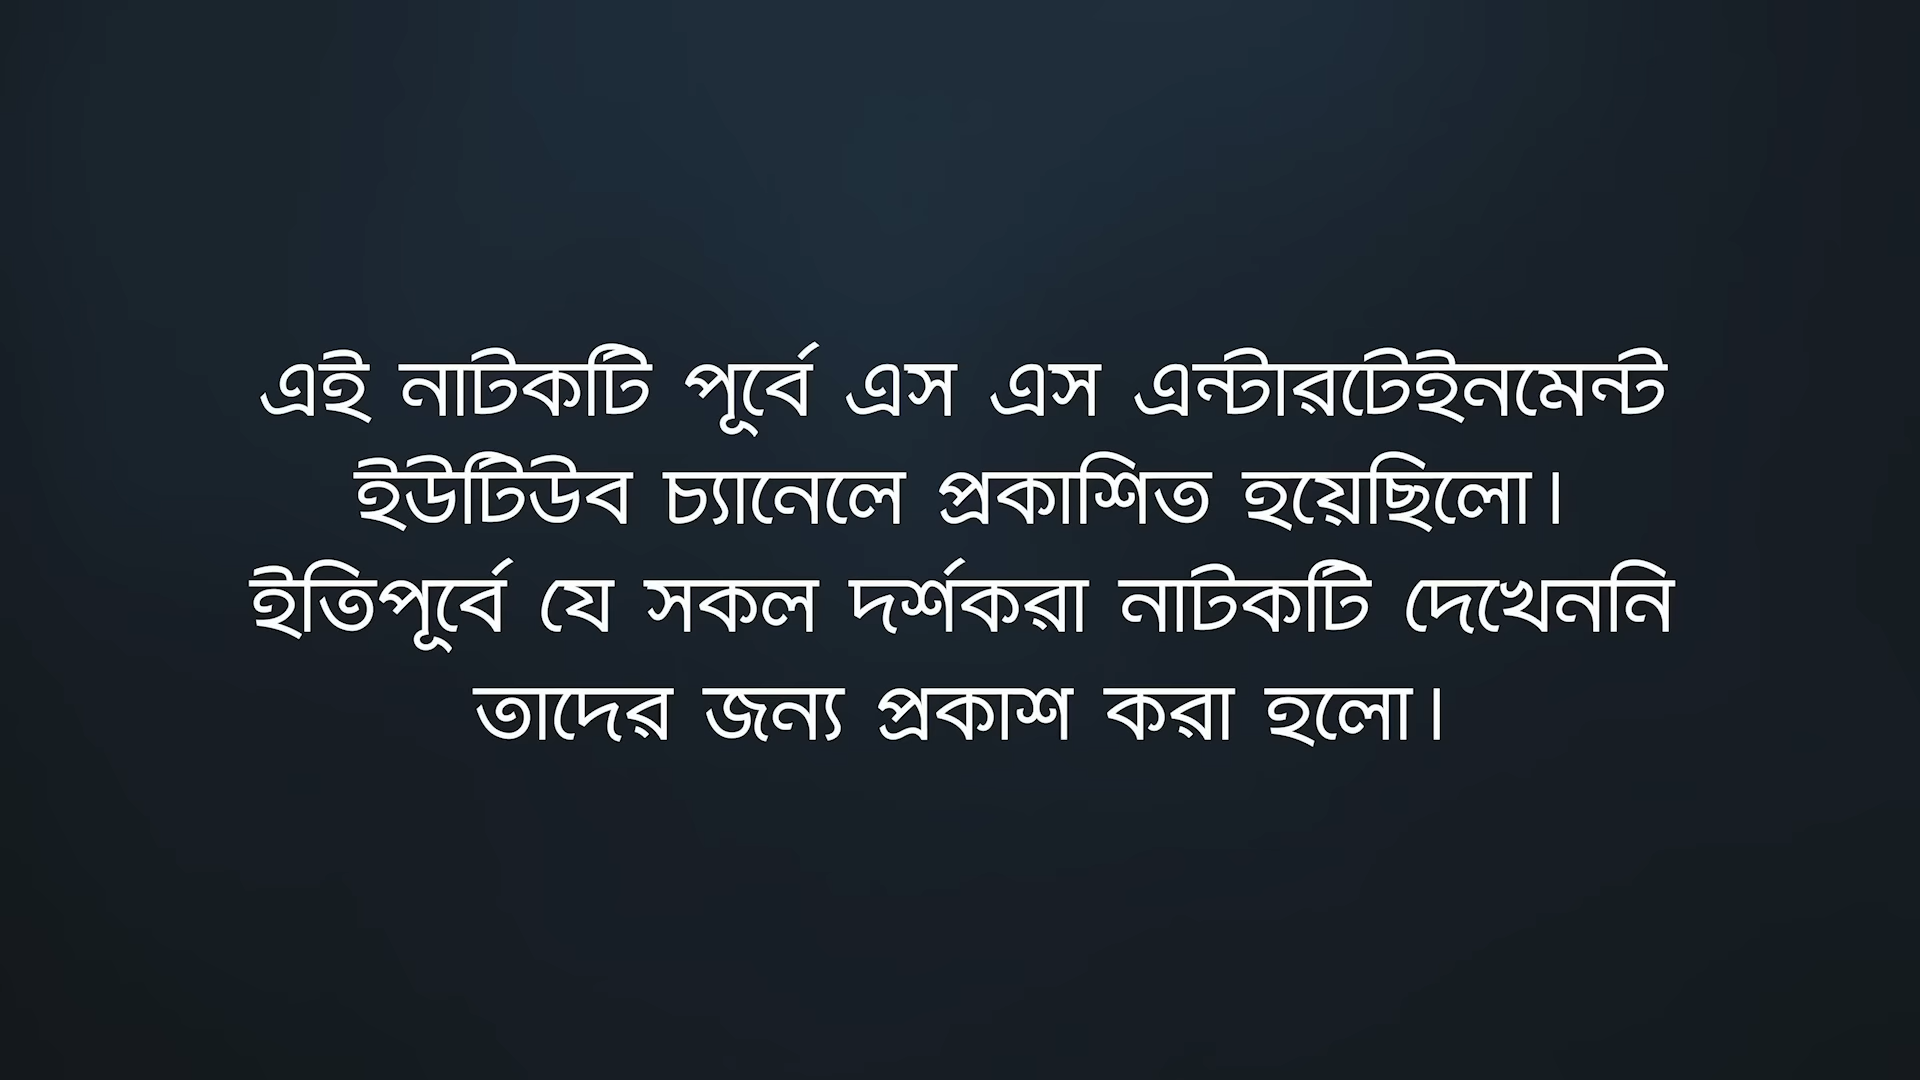 এই নাটকটি পূর্বে এস এস এন্টারটেইনমেন্ট
ইউটিউব চ্যানেলে প্রকাশিত হয়েছিলো।
ইতিপূর্বে যে সকল দর্শকরা নাটকটি দেখেননি
তাদের জন্য প্রকাশ করা হলো।